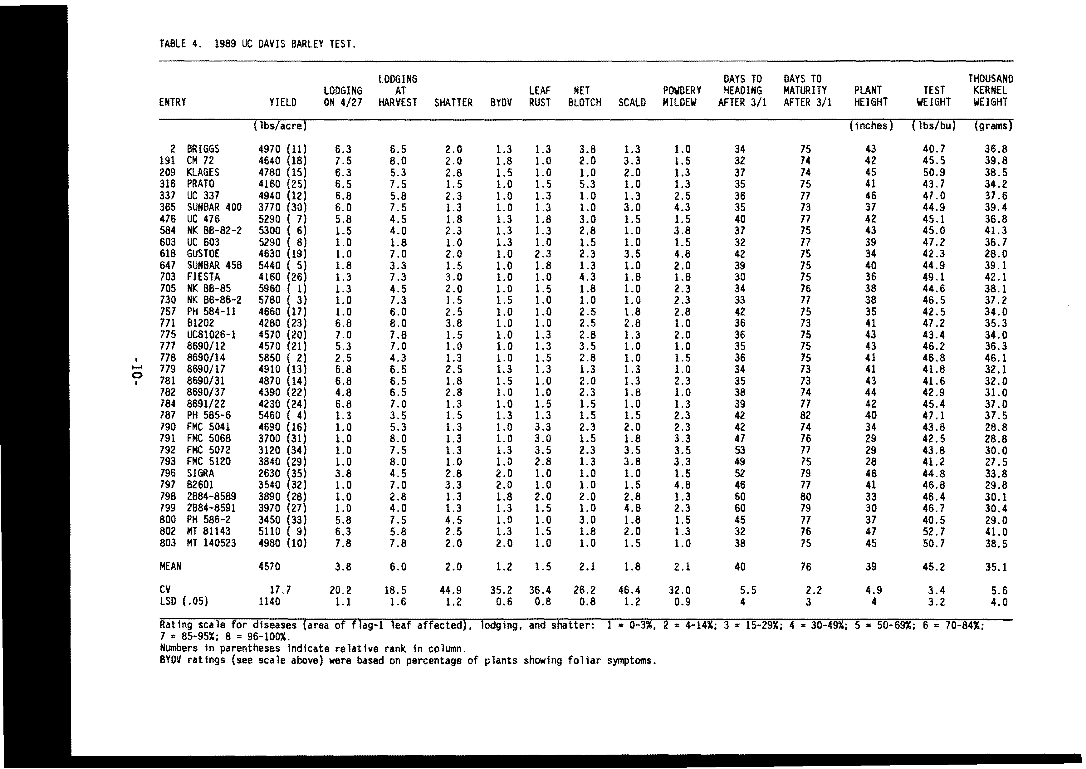 TABLE 4. 1989 UC DAVIS BARLEY TEST.
LODGING DAYS TO DAYS TO THOUSAND
LODGING AT LEAF NET POWDERY HEADING MATURITY PLANT TEST KERNEL
ENTRY YIELD ON 4/27 HARVEST SHATTER BYDV RUST BLOTCH SCALD MILDEW AFTER 3/1 AFTER 3/1 HEIGHT WEIGHT WEIGHT
(lbs/acre) (inches) (lbs/bu) (grams)
2 BRIGGS 4970 (11) 6.3 6.5 2.0 1.3 1.3 3.8 1.3 1.0 34 75 43 40.7 36.8
191 CM 72 4640 (18) 7.5 8.0 2.0 1.8 1.0 2.0 3.3 1.5 32 74 42 45.5 39.8
209 KLAGES 4780 (15) 6.3 5.3 2.8 1.5 1.0 1.0 2.0 1.3 37 74 45 50.9 38.5
316 PRATO 4160 (25) 6.5 7.5 1.5 1.0 1.5 5.3 1.0 1.3 35 75 41 43.7 34.2
337 UC 337 4940 (12) 6.8 5.8 2.3 1.0 1.3 1.0 1.3 2.5 36 77 46 47.0 37.6
365 SUNBAR 400 3770 (30) 6.0 7.5 1.3 1.0 1.3 1.0 3.0 4.3 35 73 37 44.9 39.4
476 UC 476 5290 ( 7) 5.8 4.5 1.8 1.3 1.8 3.0 1.5 1.5 40 77 42 45.1 36.8
584 NK BB-82-2 5300 ( 6) 1.5 4.0 2.3 1.3 1.3 2.8 1.0 3.8 37 75 43 45.0 41.3
603 UC 603 5290 ( 8) 1.0 1.8 1.0 1.3 1.0 1.5 1.0 1.5 32 77 39 47.2 36.7
618 GUSTOE 4630 (19) 1.0 7.0 2.0 1.0 2.3 2.3 3.5 4.8 42 75 34 42.3 28.0
647 SUNBAR 458 5440 ( 5) 1.8 3.3 1.5 1.0 1.8 1.3 1.0 2.0 39 75 40 44.9 39.1
703 FIESTA 4160 (26) 1.3 7.3 3.0 1.0 1.0 4.3 1.8 1.8 30 75 36 49.1 42.1
705 NK BB-85 5960 ( 1) 1.3 4.5 2.0 1.0 1.5 1.8 1.0 2.3 34 76 38 44.6 38.1
730 NK BB-86-2 5780 ( 3) 1.0 7.3 1.5 1.5 1.0 1.0 1.0 2.3 33 77 38 46.5 37.2
757 PH 584-11 4660 (17) 1.0 6.0 2.5 1.0 1.0 2.5 1.8 2.8 42 75 35 42.5 34.0
771 B1202 4280 (23) 6.8 8.0 3.8 1.0 1.0 2.5 2.8 1.0 36 73 41 47.2 35.3
775 UC81026-1 4570 (20) 7.0 7.8 1.5 1.0 1.3 2.8 1.3 2.0 36 75 43 43.4 34.0
777 8690/12 4570 (21) 5.3 7.0 1.0 1.0 1.3 3.5 1.0 1.0 35 75 43 46.2 36.3
778 8690/14 5850 ( 2) 2.5 4.3 1.3 1.0 1.5 2.8 1.0 1.5 36 75 41 46.8 46.1
779 8690/17 4910 (13) 6.8 6.5 2.5 1.3 1.3 1.3 1.3 1.0 34 73 41 41.8 32.1
781 8690/31 4870 (14) 6.8 6.5 1.8 1.5 1.0 2.0 1.3 2.3 35 73 43 41.6 32.0
782 8690/37 4390 (22) 4.8 6.5 2.8 1.0 1.0 2.3 1.8 1.0 38 74 44 42.9 31.0
784 8691/22 4230 (24) 6.8 7.0 1.3 1.0 1.5 1.5 1.0 1.3 39 77 42 45.4 37.0
787 PH 585-6 5460 ( 4) 1.3 3.5 1.5 1.3 1.3 1.5 1.5 2.3 42 82 40 47.1 37.5
790 FMC 5041 4690 (16) 1.0 5.3 1.3 1.0 3.3 2.3 2.0 2.3 42 74 34 43.8 28.8
791 FMC 5068 3700 (31) 1.0 8.0 1.3 1.0 3.0 1.5 1.8 3.3 47 76 29 42.5 28.8
792 FMC 5072 3120 (34) 1.0 7.5 1.3 1.3 3.5 2.3 3.5 3.5 53 77 29 43.8 30.0
793 FMC 5120 3840 (29) 1.0 8.0 1.0 1.0 2.8 1.3 3.8 3.3 49 75 28 41.2 27.5
796 SIGRA 2630 (35) 3.8 4.5 2.8 2.0 1.0 1.0 1.0 1.5 52 79 48 44.8 33.8
797 B2601 3540 (32) 1.0 7.0 3.3 2.0 1.0 1.0 1.5 4.8 46 77 41 46.8 29.8
798 2B84-8589 3890 (28) 1.0 2.8 1.3 1.8 2.0 2.0 2.8 1.3 60 80 33 46.4 30.1
799 2B84-8591 3970 (27) 1.0 4.0 1.3 1.3 1.5 1.0 4.8 2.3 60 79 30 46.7 30.4
800 PH 586-2 3450 (33) 5.8 7.5 4.5 1.0 1.0 3.0 1.8 1.5 45 77 37 40.5 29.0
802 MT 81143 5110 ( 9) 6.3 5.8 2.5 1.3 1.5 1.8 2.0 1.3 32 76 47 52.7 41.0
803 MT 140523 4980 (10) 7.8 7.8 2.0 2.0 1.0 1.0 1.5 1.0 38 75 45 50.7 38.5
MEAN 4570 3.8 6.0 2.0 1.2 1.5 2.1 1.8 2.1 40 76 39 45.2 35.1
CV 17.7 20.2 18.5 44.9 35.2 36.4 26.2 46.4 32.0 5.5 2.2 4.9 3.4 5.6
LSD (.05) 1140 1.1 1.6 1.2 0.6 0.8 0.8 1.2 0.9 4 3 4 3.2 4.0
Rating scale for diseases (area of flag-1 leaf affected), lodging, and shatter: 1 = 0-3%, 2 = 4-14%; 3 = 15-29%; 4 = 30-49%; 5 = 50-69%; 6 = 70-84%;
7 = 85-95%; 8 = 96-100%.
Numbers in parentheses indicate relative rank in column.
BYDV ratings (see scale above) were based on percentage of plants showing foliar symptoms.
-10-